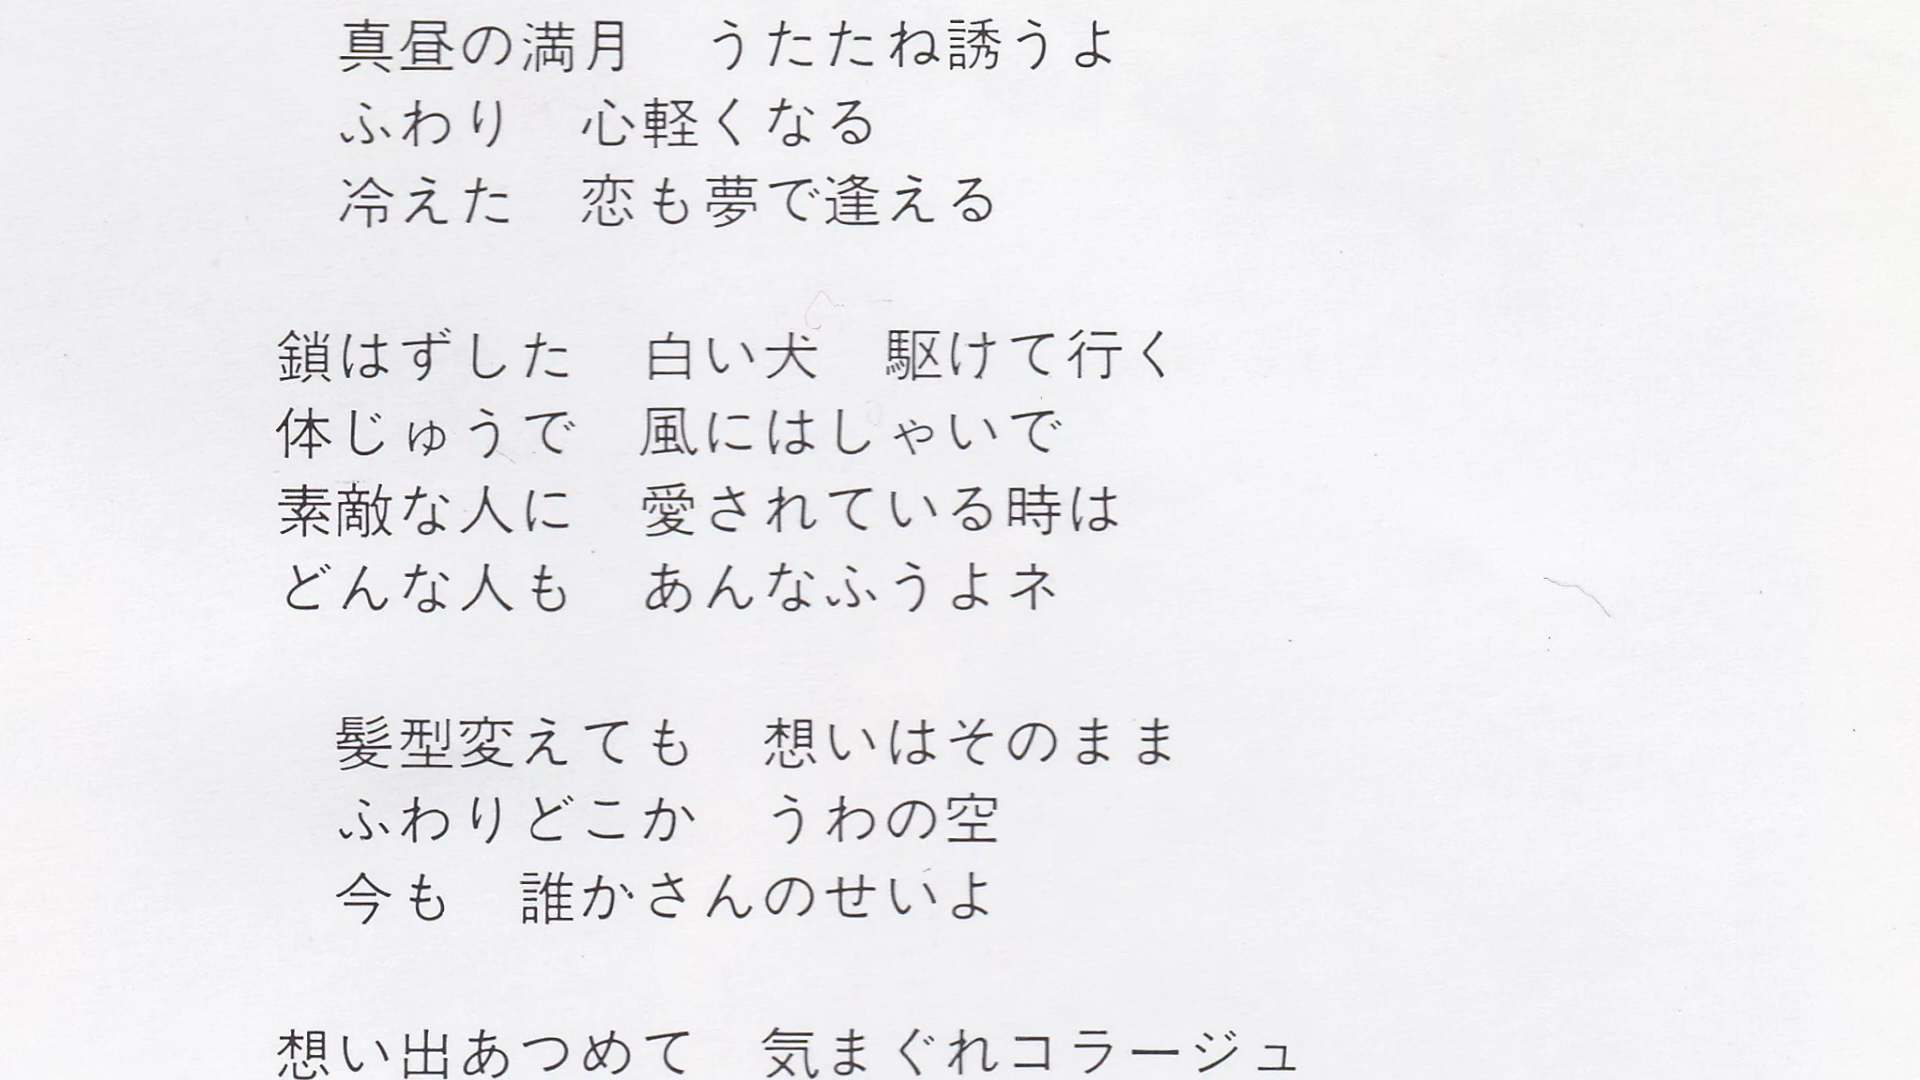 真昼の満月　うたたね誘うよ
ふわり　心軽くなる
冷えた　恋も夢で逢える
鎖はずした　白い犬　駆けて行く
体じゅうで　風にはしゃいで
素敵な人に　愛されている時は
どんな人も　あんなふうよネ
髪型変えても　想いはそのまま
ふわりどこか　うわの空
今も　誰かさんのせいよ
想い出あつめて　気まぐれコラージュ